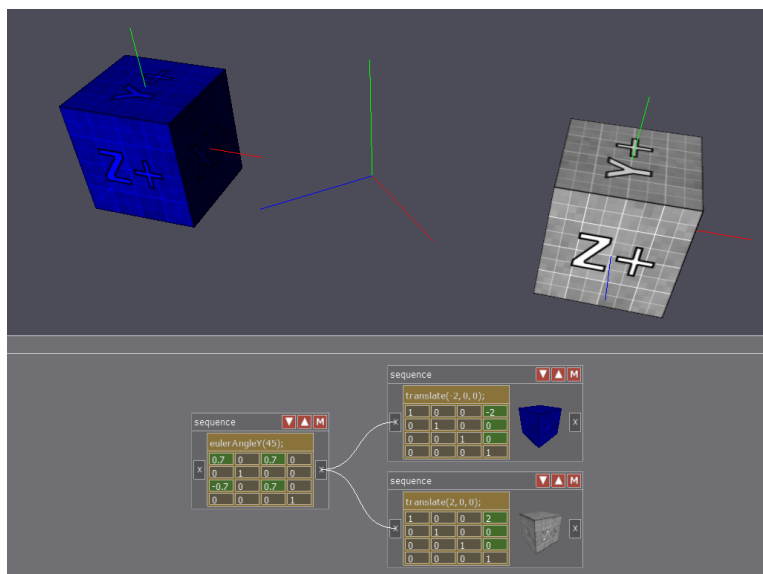 Y+
Z+
Y+
Z+
sequence
M
translate(-2, 0, 0);
1 0 0 -2
0 1 0 0
0 0 1 0
0 0 0 1
x
x
sequence
M
eulerAngleY(45);
0.7 0 0.7 0
0 1 0 0
-0.7 0 0.7 0
0 0 0 1
x
x
sequence
M
translate(2, 0, 0);
1 0 0 2
0 1 0 0
0 0 1 0
0 0 0 1
x
x